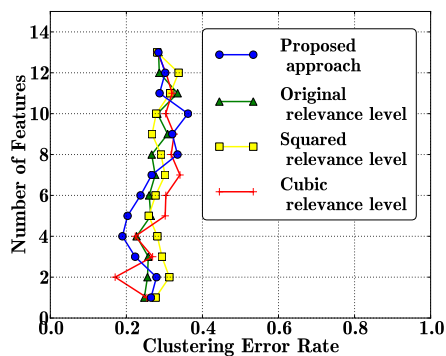 14
12
10
8
6
4
2
0
0.0 0.2 0.4 0.6 0.8 1.0
Number of Features
Clustering Error Rate
Proposed
approach
Original
relevance level
Squared
relevance level
Cubic
relevance level